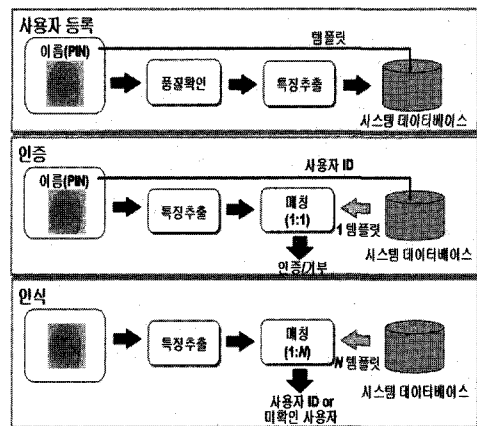 사용자 등록
이름(PIN)
템플릿
품질확인
특징추출
시스템 데이터베이스
인증
이름(PIN)
사용자 ID
특징추출
매칭
(1:1)
1 템플릿
시스템 데이터베이스
인증/거부
인식
특징추출
매칭
(1:N)
N 템플릿
시스템 데이터베이스
사용자 ID or
미확인 사용자